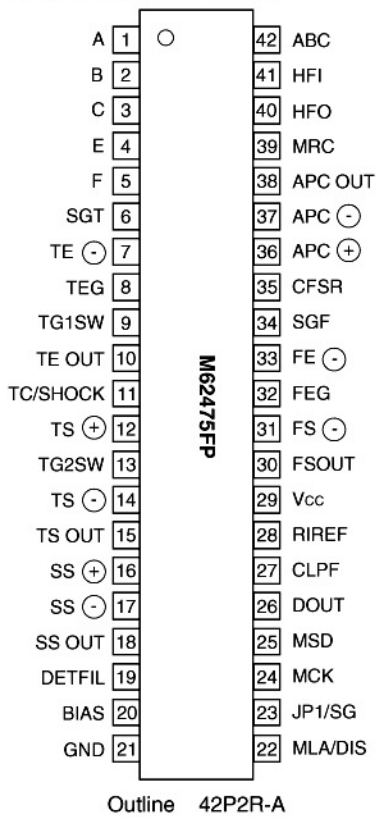 A 1 42 ABC
B 2 41 HFI
C 3 40 HFO
E 4 39 MRC
F 5 38 APC OUT
SGT 6 37 APC ⊖
TE ⊖ 7 36 APC ⊕
TEG 8 35 CFSR
TG1SW 9 34 SGF
TE OUT 10 33 FE ⊖
TC/SHOCK 11 32 FEG
TS ⊕ 12 31 FS ⊖
TG2SW 13 30 FSOUT
TS ⊖ 14 29 Vcc
TS OUT 15 28 RIREF
SS ⊕ 16 27 CLPF
SS ⊖ 17 26 DOUT
SS OUT 18 25 MSD
DETFIL 19 24 MCK
BIAS 20 23 JP1/SG
GND 21 22 MLA/DIS
M62475FP
Outline 42P2R-A